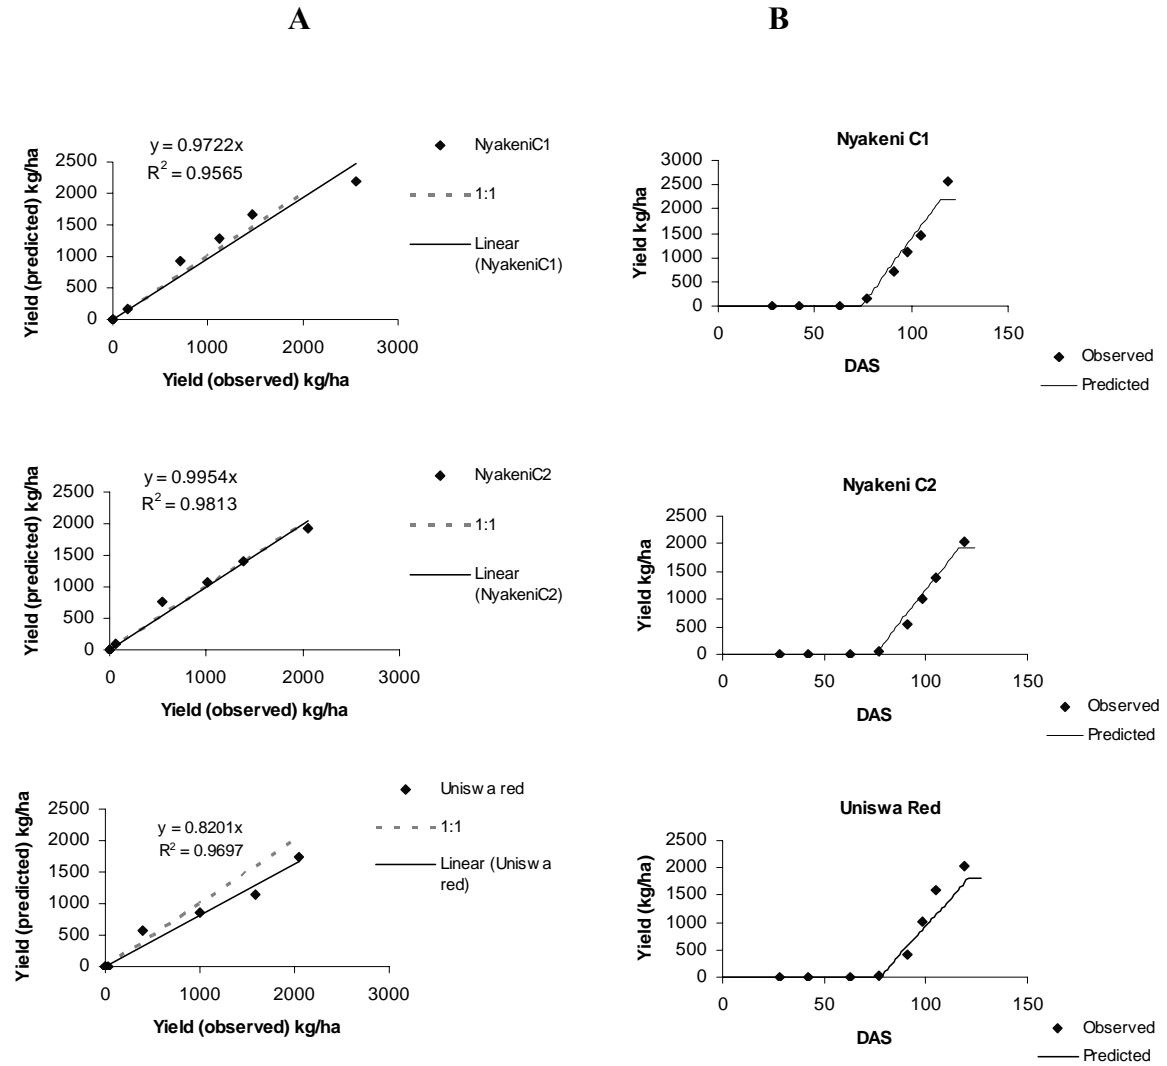 A
B
y = 0.9722x
R² = 0.9565
2500
2000
1500
1000
500
0
0
1000
2000
3000
Yield (predicted) kg/ha
Yield (observed) kg/ha
NyakeniC1
1:1
Linear
(NyakeniC1)
Nyakeni C1
3000
2500
2000
1500
1000
500
0
0
50
100
150
Yield kg/ha
DAS
Observed
Predicted
y = 0.9954x
R² = 0.9813
2500
2000
1500
1000
500
0
0
1000
2000
3000
Yield (predicted) kg/ha
Yield (observed) kg/ha
NyakeniC2
1:1
Linear
(NyakeniC2)
Nyakeni C2
2500
2000
1500
1000
500
0
0
50
100
150
Yield kg/ha
DAS
Observed
Predicted
y = 0.8201x
R² = 0.9697
2500
2000
1500
1000
500
0
0
1000
2000
3000
Yield (predicted) kg/ha
Yield (observed) kg/ha
Uniswa red
1:1
Linear (Uniswa
red)
Uniswa Red
2500
2000
1500
1000
500
0
0
50
100
150
Yield (kg/ha)
DAS
Observed
Predicted